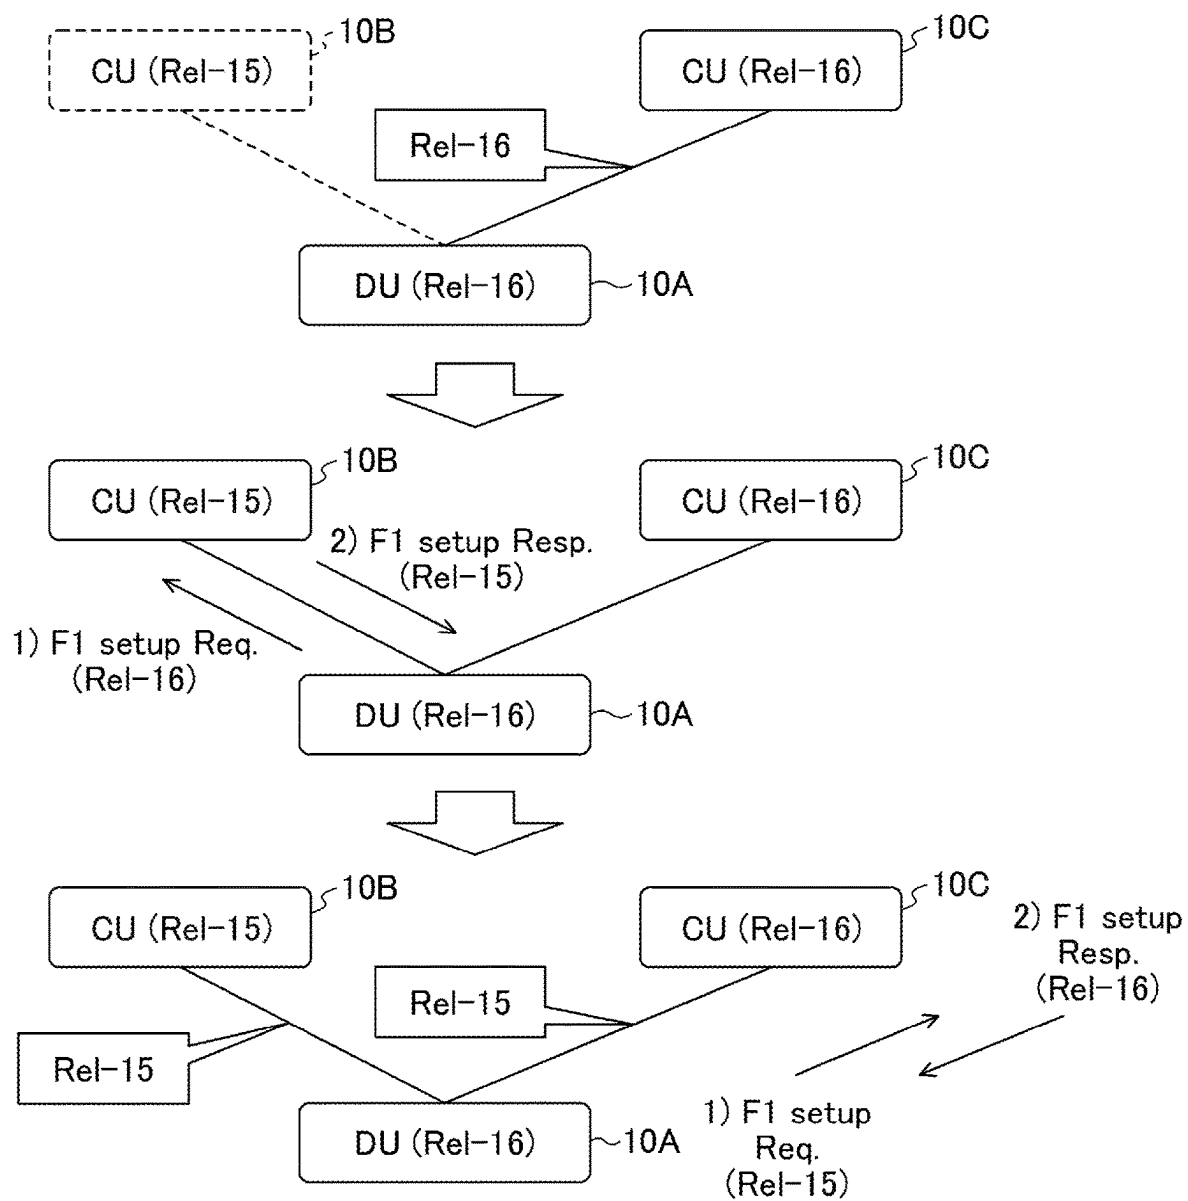 10B
10C
CU (Rel-15)
CU (Rel-16)
Rel-16
DU (Rel-16)
10A
10B
10C
CU (Rel-15)
CU (Rel-16)
2) F1 setup Resp.
(Rel-15)
1) F1 setup Req.
(Rel-16)
DU (Rel-16)
10A
10B
10C
CU (Rel-15)
CU (Rel-16)
2) F1 setup
Resp.
(Rel-16)
Rel-15
Rel-15
DU (Rel-16)
10A
1) F1 setup
Req.
(Rel-15)